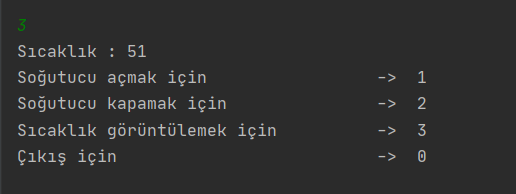 3
Sıcaklık : 51
Soğutucu açmak için -> 1
Soğutucu kapamak için -> 2
Sıcaklık görüntülemek için -> 3
Çıkış için -> 0